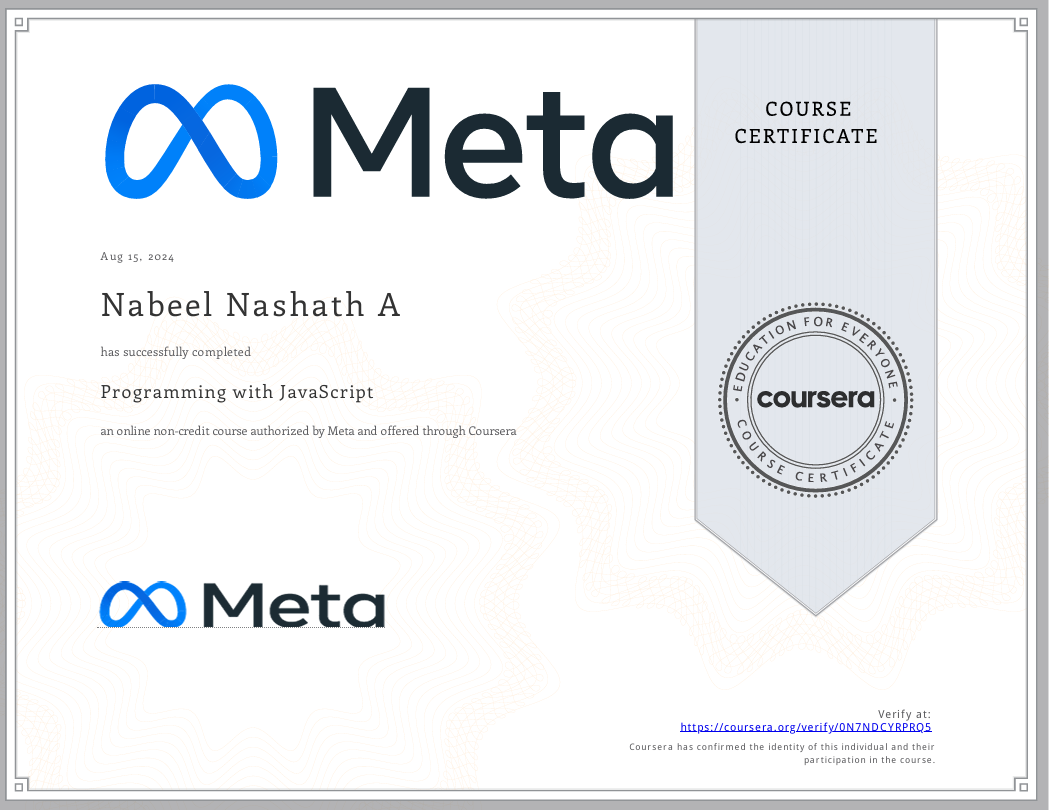 Meta
COURSE
CERTIFICATE
Aug 15, 2024
Nabeel Nashath A
has successfully completed
Programming with JavaScript
an online non-credit course authorized by Meta and offered through Coursera
EDUCATION FOR EVERYONE
coursera
COURSE CERTIFICATE
Meta
Verify at:
https://coursera.org/verify/0N7NDCYRPRQ5
Coursera has confirmed the identity of this individual and their
participation in the course.